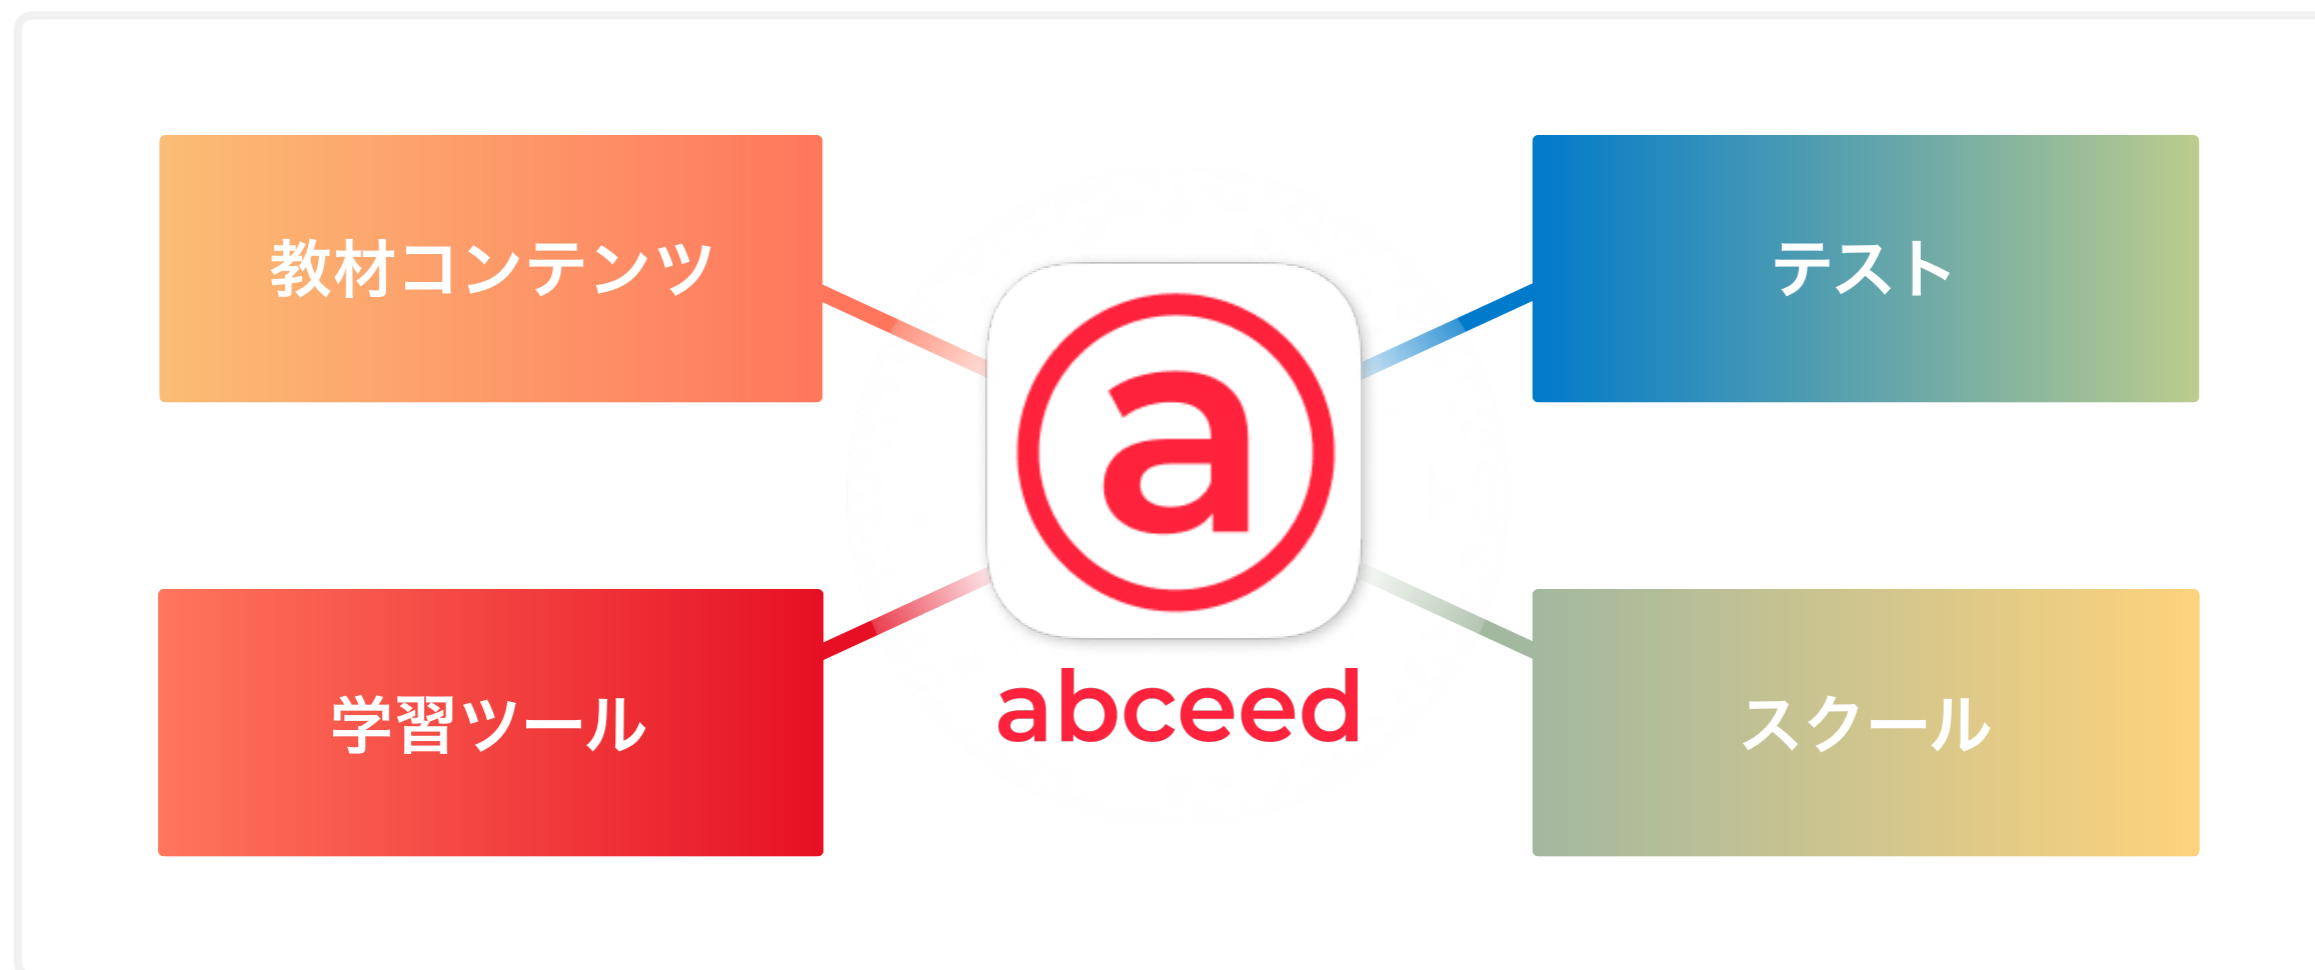 教材コンテンツ
テスト
a
abceed
学習ツール
スクール